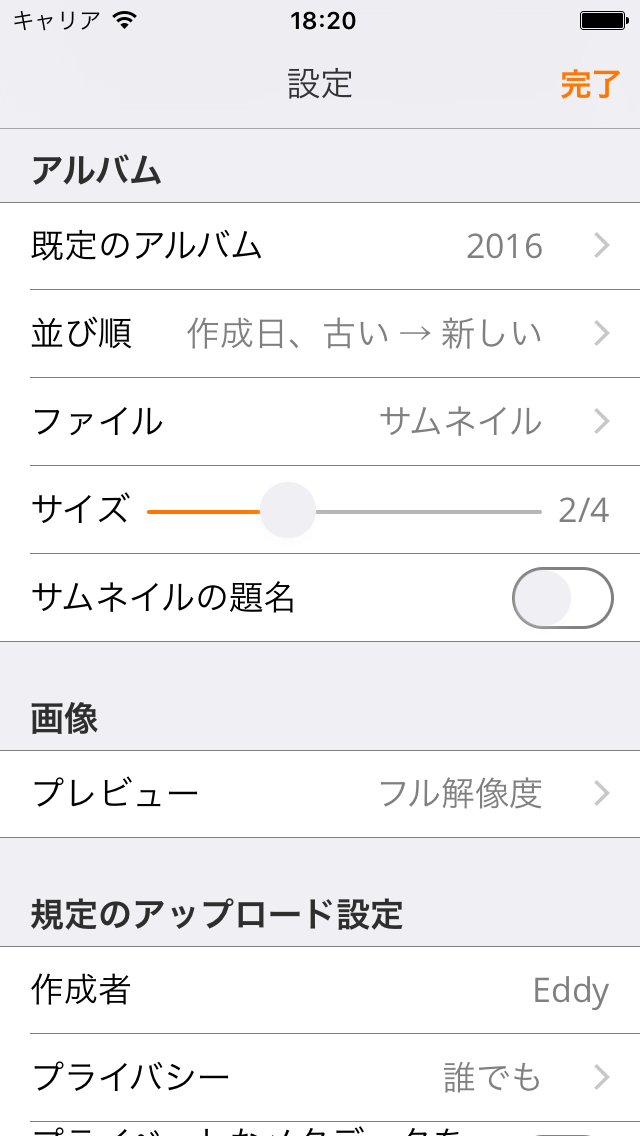 キャリア 18:20
設定 完了
アルバム
既定のアルバム 2016
並び順 作成日、古い → 新しい
ファイル サムネイル
サイズ 2/4
サムネイルの題名
画像
プレビュー フル解像度
規定のアップロード設定
作成者 Eddy
プライバシー 誰でも